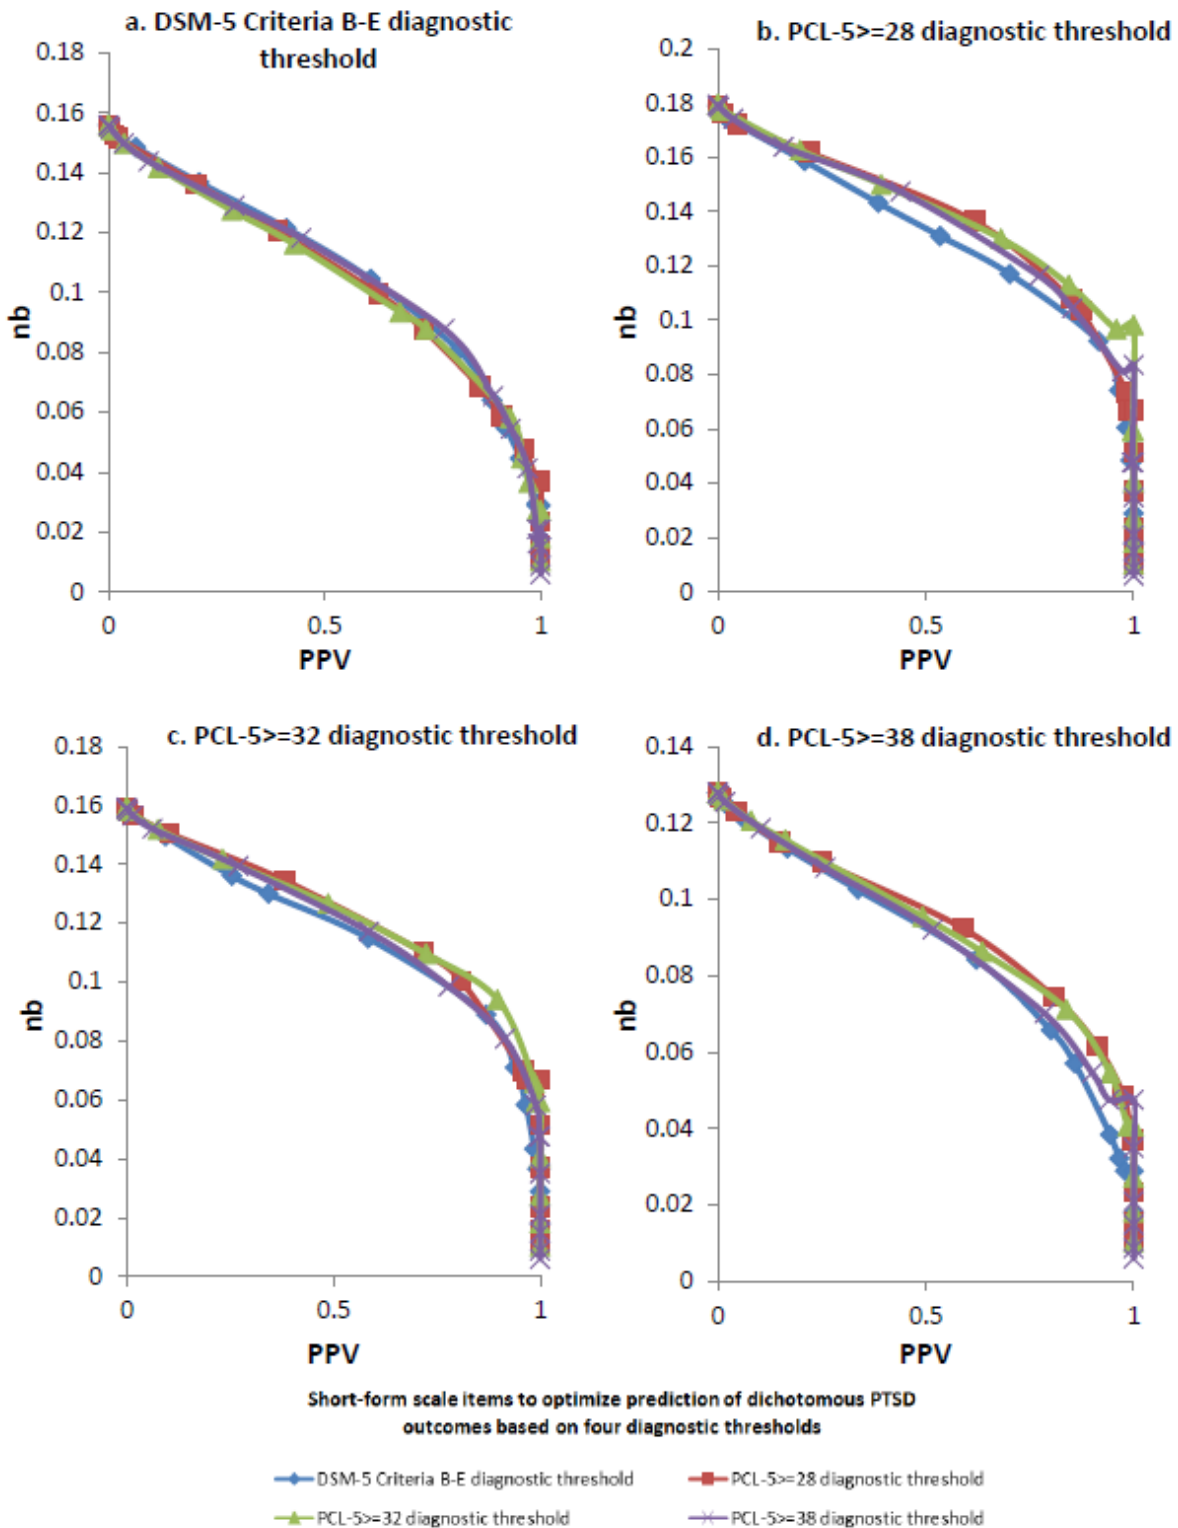 a. DSM-5 Criteria B-E diagnostic
threshold
0.18
0.16
0.14
0.12
0.1
0.08
0.06
0.04
0.02
0
nb
0 0.5 1
PPV
b. PCL-5>=28 diagnostic threshold
0.2
0.18
0.16
0.14
0.12
0.1
0.08
0.06
0.04
0.02
0
nb
0 0.5 1
PPV
c. PCL-5>=32 diagnostic threshold
0.18
0.16
0.14
0.12
0.1
0.08
0.06
0.04
0.02
0
nb
0 0.5 1
PPV
d. PCL-5>=38 diagnostic threshold
0.14
0.12
0.1
0.08
0.06
0.04
0.02
0
nb
0 0.5 1
PPV
Short-form scale items to optimize prediction of dichotomous PTSD
outcomes based on four diagnostic thresholds
DSM-5 Criteria B-E diagnostic threshold
PCL-5>=28 diagnostic threshold
PCL-5>=32 diagnostic threshold
PCL-5>=38 diagnostic threshold